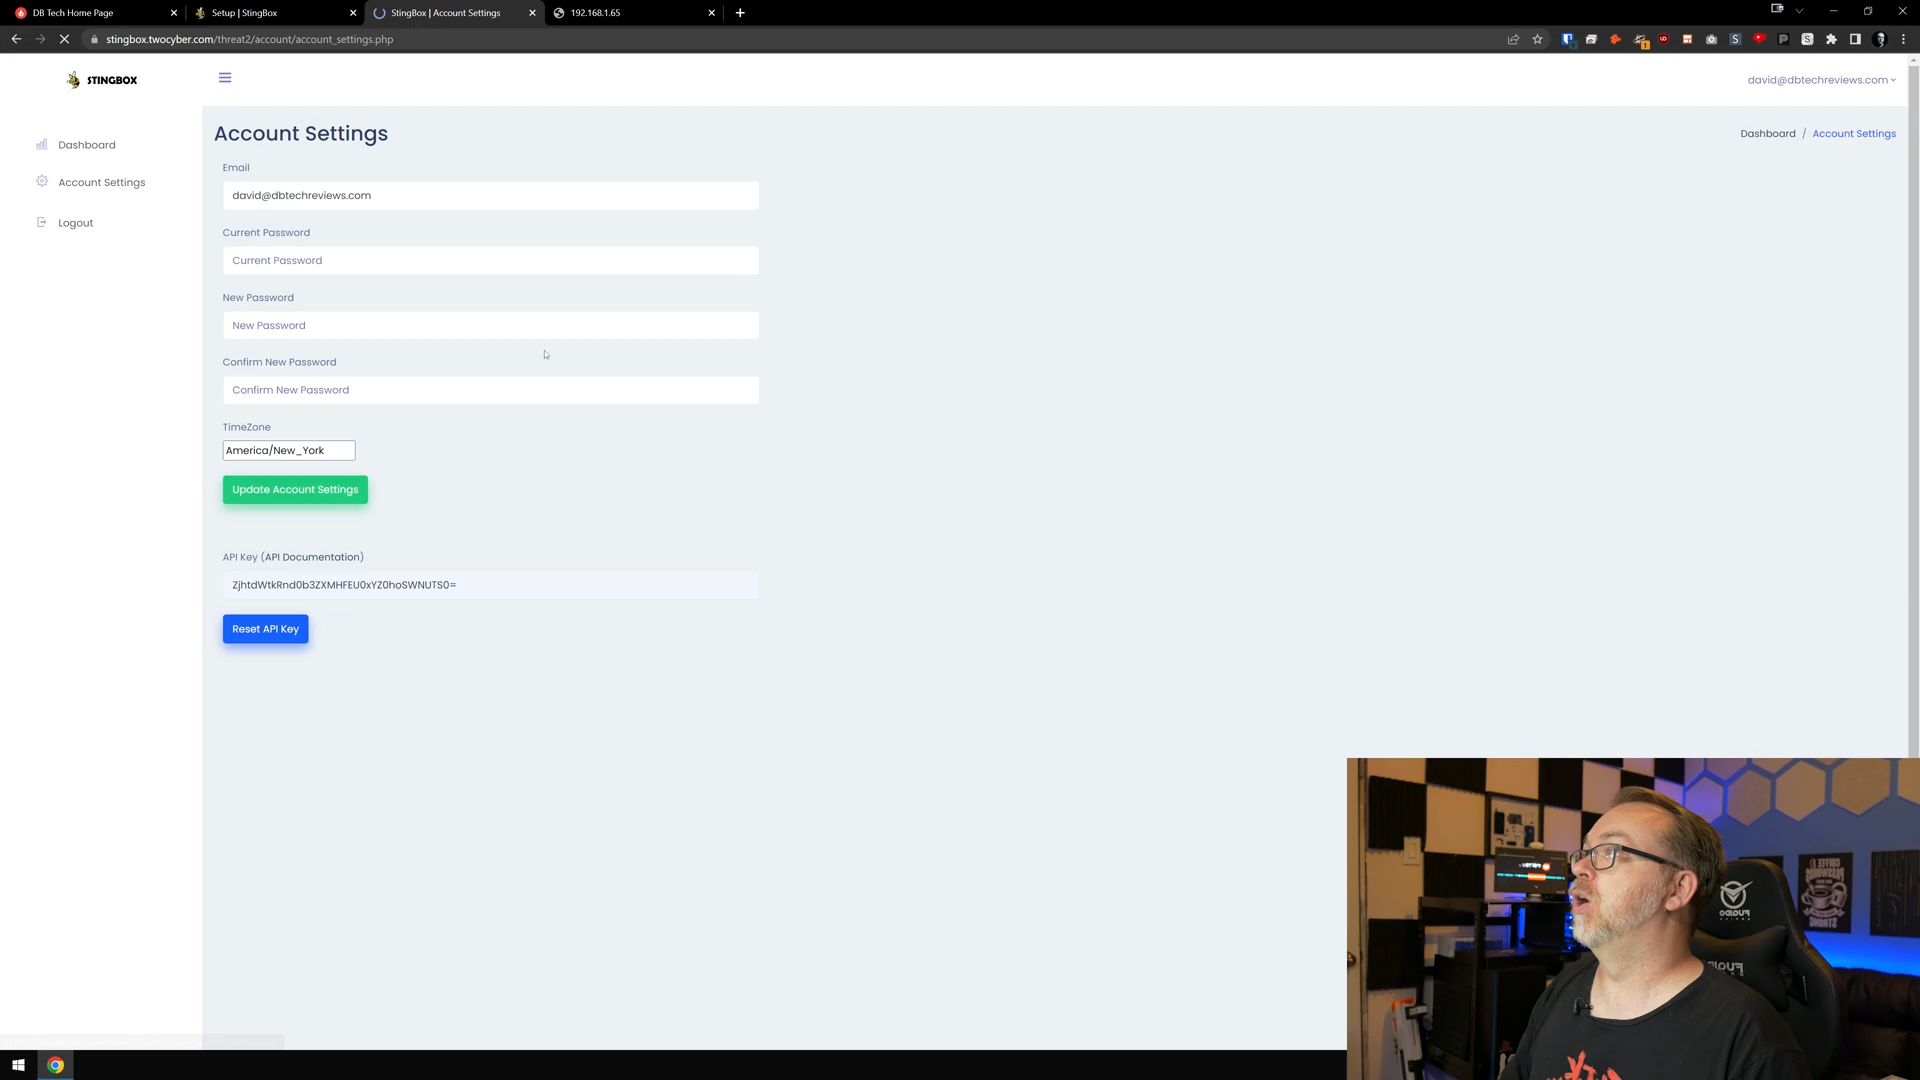 DB Tech Home Page
Setup | StingBox
StingBox | Account Settings
192.168.1.65
stingbox.twocyber.com/threat2/account/account_settings.php
STINGBOX
david@dbtechreviews.com
Dashboard
Account Settings
Logout
Account Settings
Dashboard / Account Settings
Email
david@dbtechreviews.com
Current Password
Current Password
New Password
New Password
Confirm New Password
Confirm New Password
TimeZone
America/New_York
Update Account Settings
API Key (API Documentation)
ZjhtdWtkRnd0b3ZXMHFEU0xYZ0hoSWNUTS0=
Reset API Key